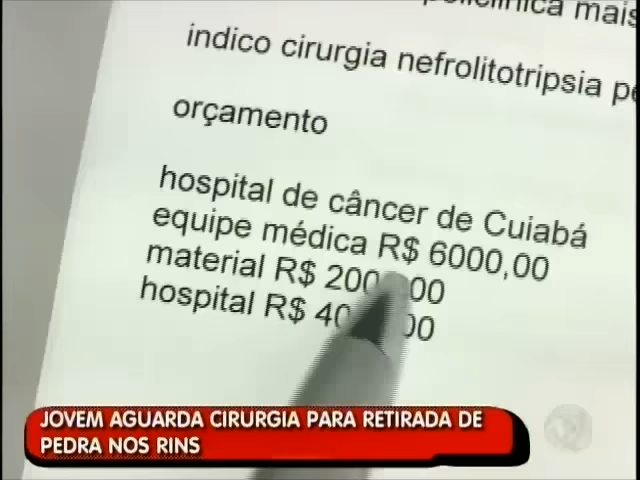 mais
indico cirurgia nefrolitotripsia
orçamento
hospital de câncer de Cuiabá
equipe médica R$ 6000,00
material R$
hospital R$
JOVEM AGUARDA CIRURGIA PARA RETIRADA DE
PEDRA NOS RINS